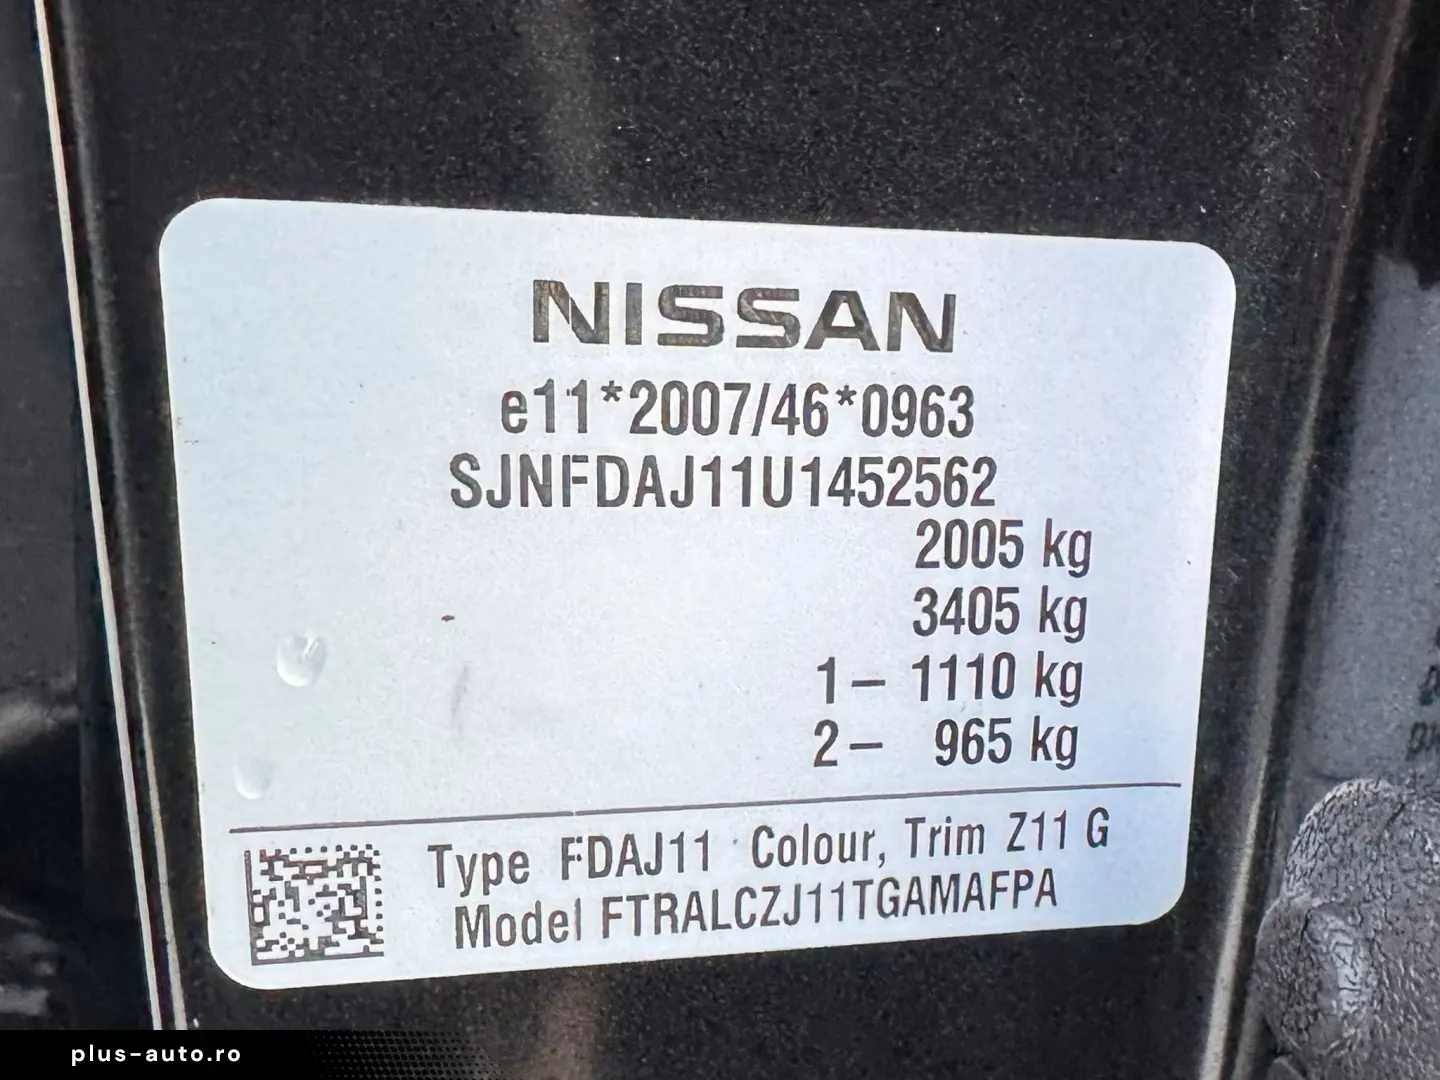 NISSAN
e11*2007/46*0963
SJNFDAJ11U1452562
2005 kg
3405 kg
1 – 1110 kg
2 – 965 kg
Type FDAJ11 Colour, Trim Z11 G
Model FTRALCZJ11TGAMAFPA
plus-auto.ro